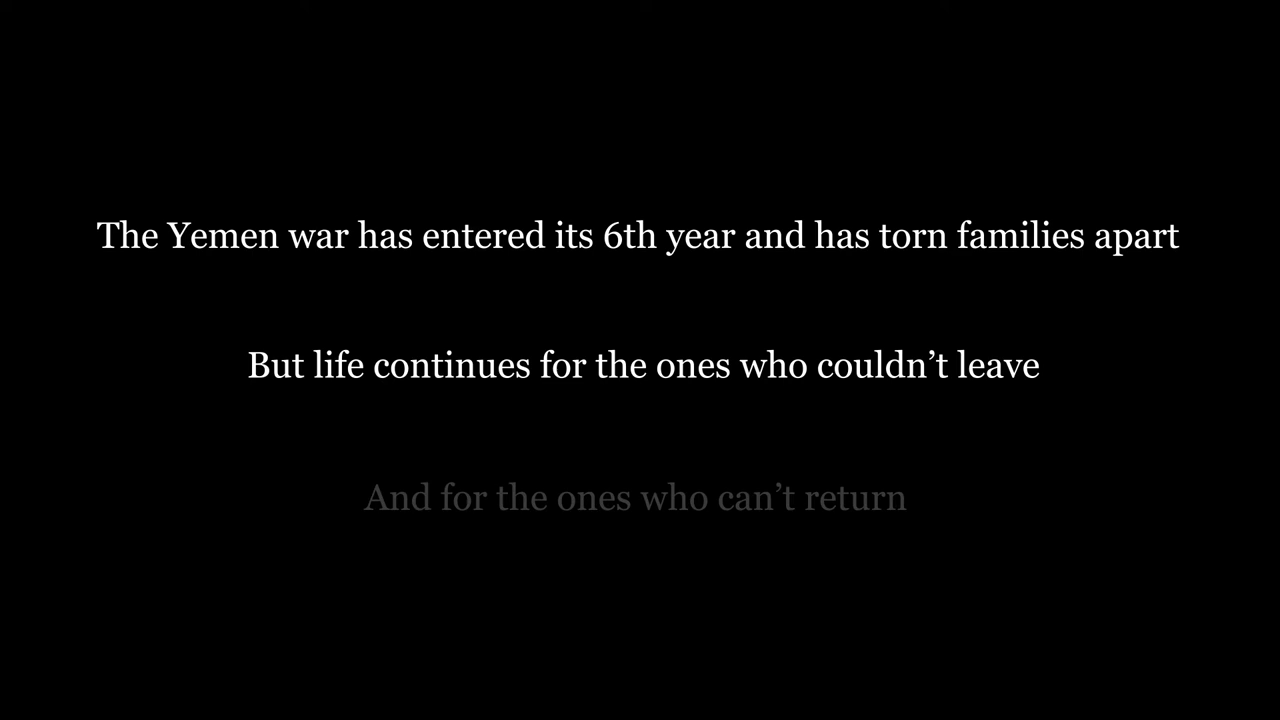 The Yemen war has entered its 6th year and has torn families apart
But life continues for the ones who couldn’t leave
And for the ones who can’t return